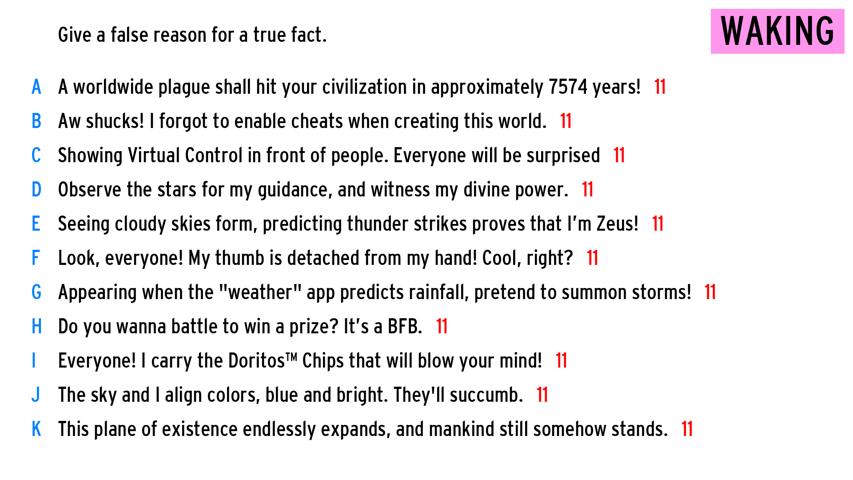 Give a false reason for a true fact.
WAKING
A A worldwide plague shall hit your civilization in approximately 7574 years! 11
B Aw shucks! I forgot to enable cheats when creating this world. 11
C Showing Virtual Control in front of people. Everyone will be surprised 11
D Observe the stars for my guidance, and witness my divine power. 11
E Seeing cloudy skies form, predicting thunder strikes proves that I'm Zeus! 11
F Look, everyone! My thumb is detached from my hand! Cool, right? 11
G Appearing when the "weather" app predicts rainfall, pretend to summon storms! 11
H Do you wanna battle to win a prize? It's a BFB. 11
I Everyone! I carry the Doritos™ Chips that will blow your mind! 11
J The sky and I align colors, blue and bright. They'll succumb. 11
K This plane of existence endlessly expands, and mankind still somehow stands. 11